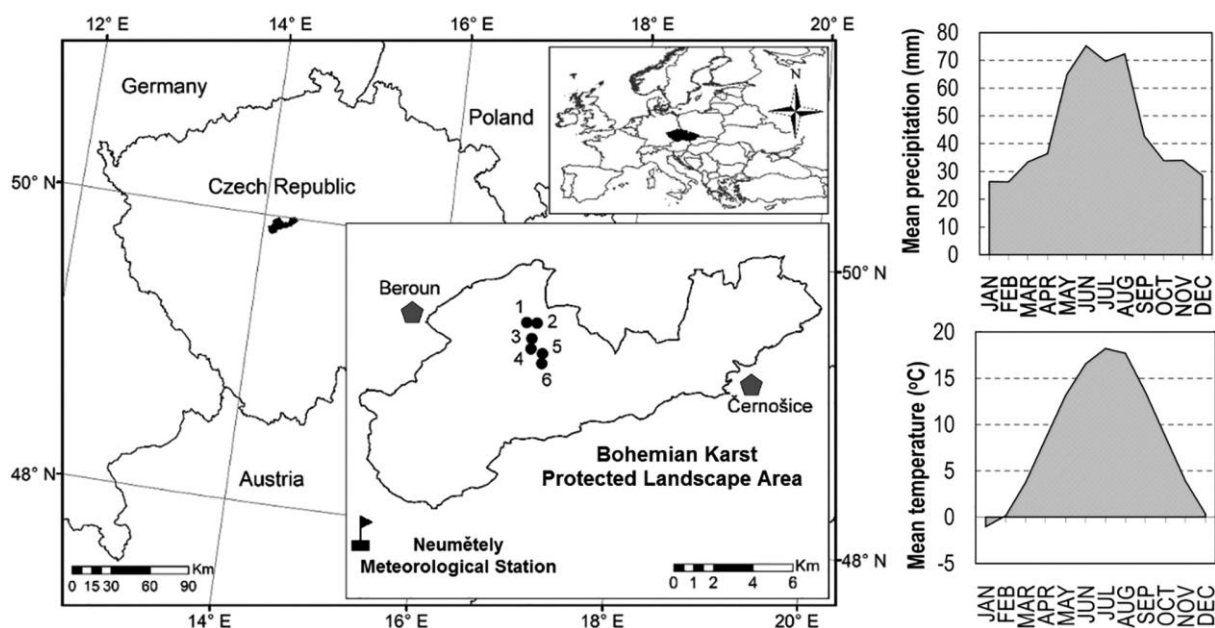 12° E
14° E
16° E
18° E
20° E
Germany
Poland
N
50° N
Czech Republic
50° N
Beroun
1
2
3
4
5
6
Černošice
Bohemian Karst
Protected Landscape Area
48° N
Austria
Neumětely
Meteorological Station
48° N
Km
0 15 30 60 90
Km
0 1 2 4 6
14° E
16° E
18° E
20° E
Mean precipitation (mm)
80
70
60
50
40
30
20
10
0
JAN
FEB
MAR
APR
MAY
JUN
JUL
AUG
SEP
OCT
NOV
DEC
Mean temperature (°C)
20
15
10
5
0
-5
JAN
FEB
MAR
APR
MAY
JUN
JUL
AUG
SEP
OCT
NOV
DEC